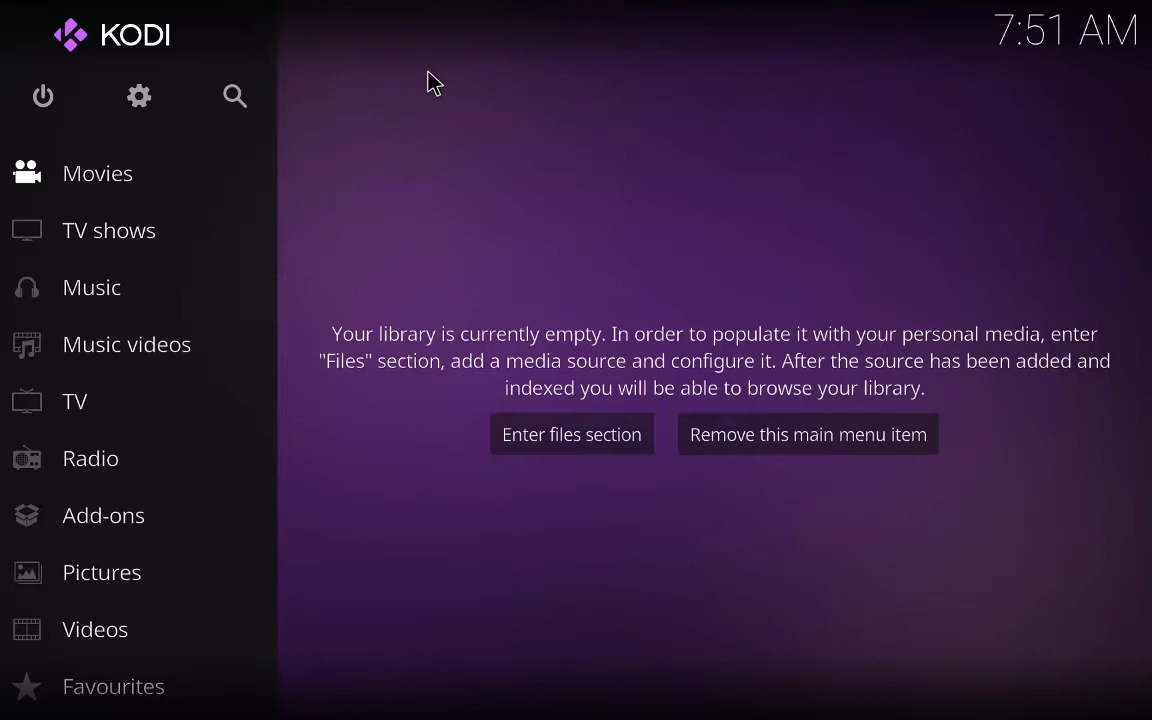 KODI
7:51 AM
Movies
TV shows
Music
Music videos
TV
Radio
Add-ons
Pictures
Videos
Favourites
Your library is currently empty. In order to populate it with your personal media, enter
"Files" section, add a media source and configure it. After the source has been added and
indexed you will be able to browse your library.
Enter files section
Remove this main menu item